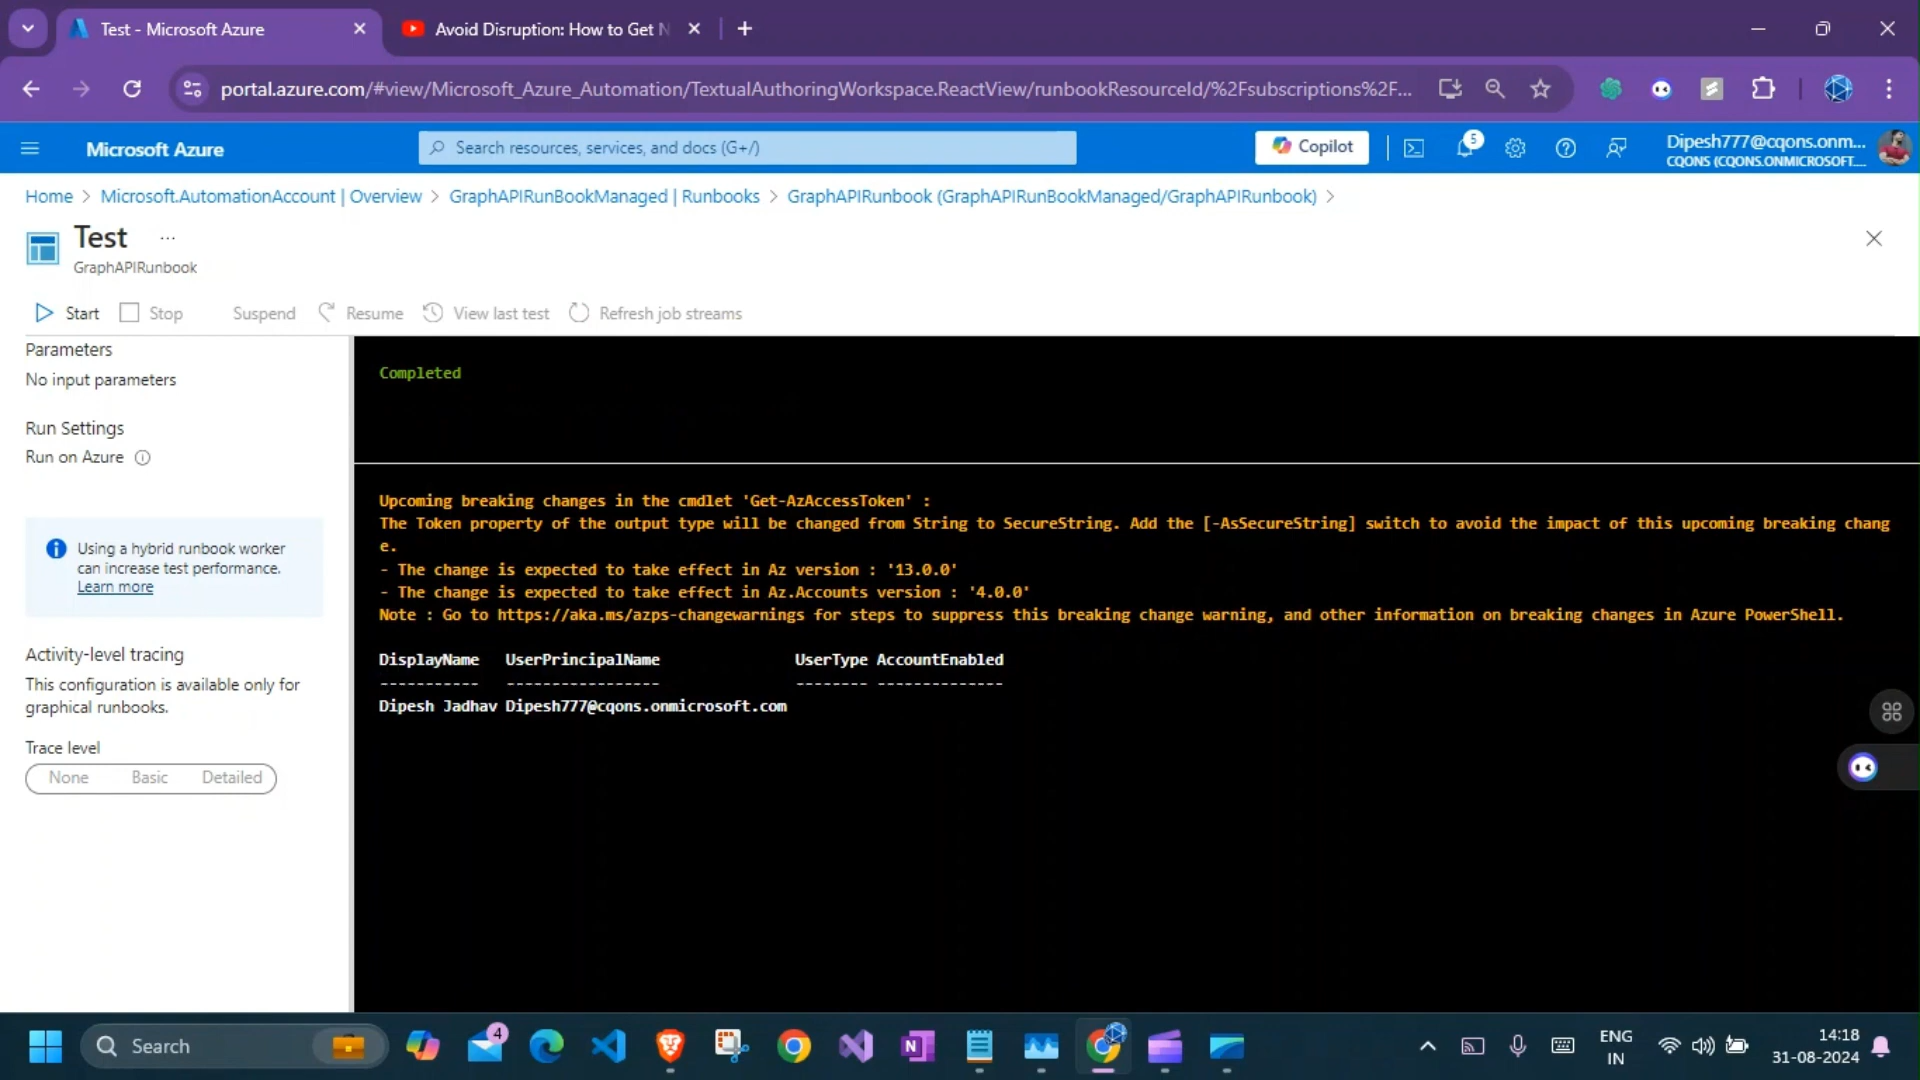 Test - Microsoft Azure
Avoid Disruption: How to Get N
portal.azure.com/#view/Microsoft_Azure_Automation/TextualAuthoringWorkspace.ReactView/runbookResourceId/%2Fsubscriptions%2F...
Microsoft Azure
Search resources, services, and docs (G+/)
Copilot
5
Dipesh777@cqons.onm...
CQONS (CQONS.ONMICROSOFT....
Home > Microsoft.AutomationAccount | Overview > GraphAPIRunBookManaged | Runbooks > GraphAPIRunbook (GraphAPIRunBookManaged/GraphAPIRunbook) >
Test ...
GraphAPIRunbook
Start Stop Suspend Resume View last test Refresh job streams
Parameters
No input parameters
Run Settings
Run on Azure
Using a hybrid runbook worker
can increase test performance.
Learn more
Activity-level tracing
This configuration is available only for
graphical runbooks.
Trace level
None Basic Detailed
Completed
Upcoming breaking changes in the cmdlet 'Get-AzAccessToken' :
The Token property of the output type will be changed from String to SecureString. Add the [-AsSecureString] switch to avoid the impact of this upcoming breaking chang
e.
- The change is expected to take effect in Az version : '13.0.0'
- The change is expected to take effect in Az.Accounts version : '4.0.0'
Note : Go to https://aka.ms/azps-changewarnings for steps to suppress this breaking change warning, and other information on breaking changes in Azure PowerShell.
DisplayName UserPrincipalName UserType AccountEnabled
----------- ----------------- -------- --------------
Dipesh Jadhav Dipesh777@cqons.onmicrosoft.com
Search
4
N
ENG
IN
14:18
31-08-2024